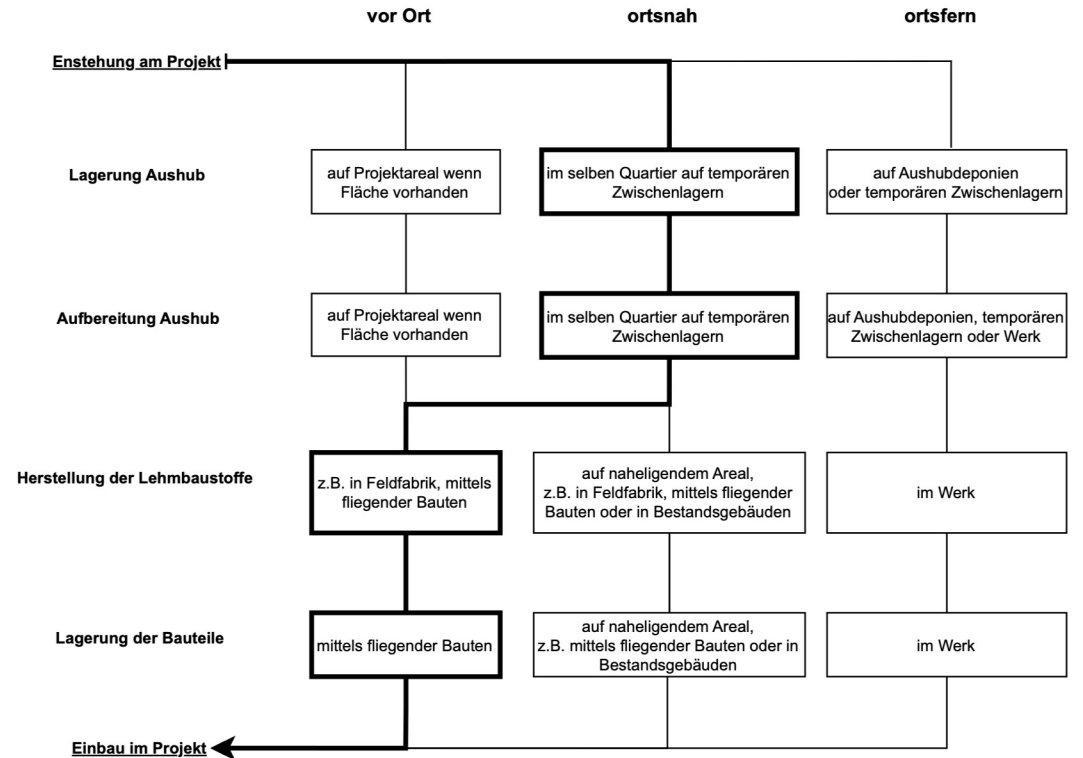 vor Ort
ortsnah
ortsfern
Enstehung am Projekt
Lagerung Aushub
auf Projektareal wenn
Fläche vorhanden
im selben Quartier auf temporären
Zwischenlagern
auf Aushubdeponien
oder temporären Zwischenlagern
Aufbereitung Aushub
auf Projektareal wenn
Fläche vorhanden
im selben Quartier auf temporären
Zwischenlagern
auf Aushubdeponien, temporären
Zwischenlagern oder Werk
Herstellung der Lehmbaustoffe
z.B. in Feldfabrik, mittels
fliegender Bauten
auf naheligendem Areal,
z.B. in Feldfabrik, mittels fliegender
Bauten oder in Bestandsgebäuden
im Werk
Lagerung der Bauteile
mittels fliegender Bauten
auf naheligendem Areal,
z.B. mittels fliegender Bauten oder in
Bestandsgebäuden
im Werk
Einbau im Projekt